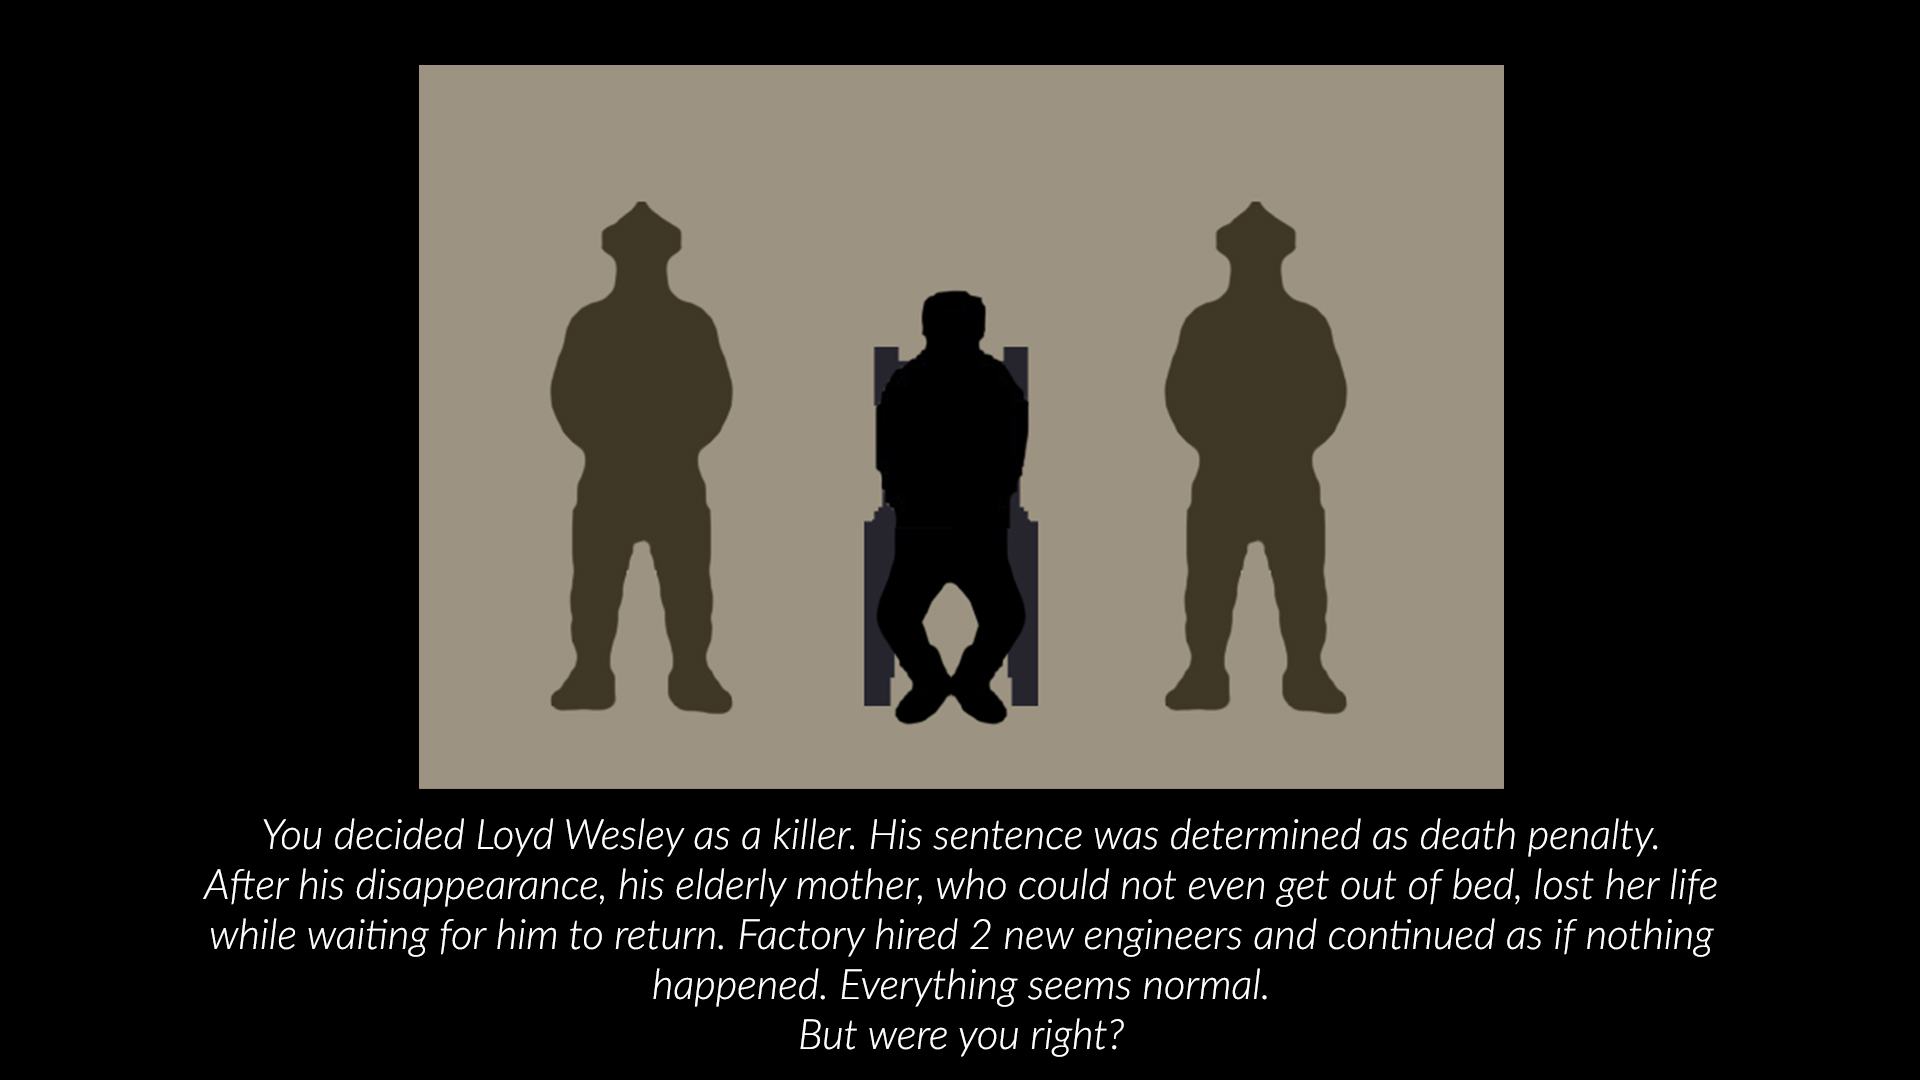 You decided Loyd Wesley as a killer. His sentence was determined as death penalty.
After his disappearance, his elderly mother, who could not even get out of bed, lost her life
while waiting for him to return. Factory hired 2 new engineers and continued as if nothing
happened. Everything seems normal.
But were you right?